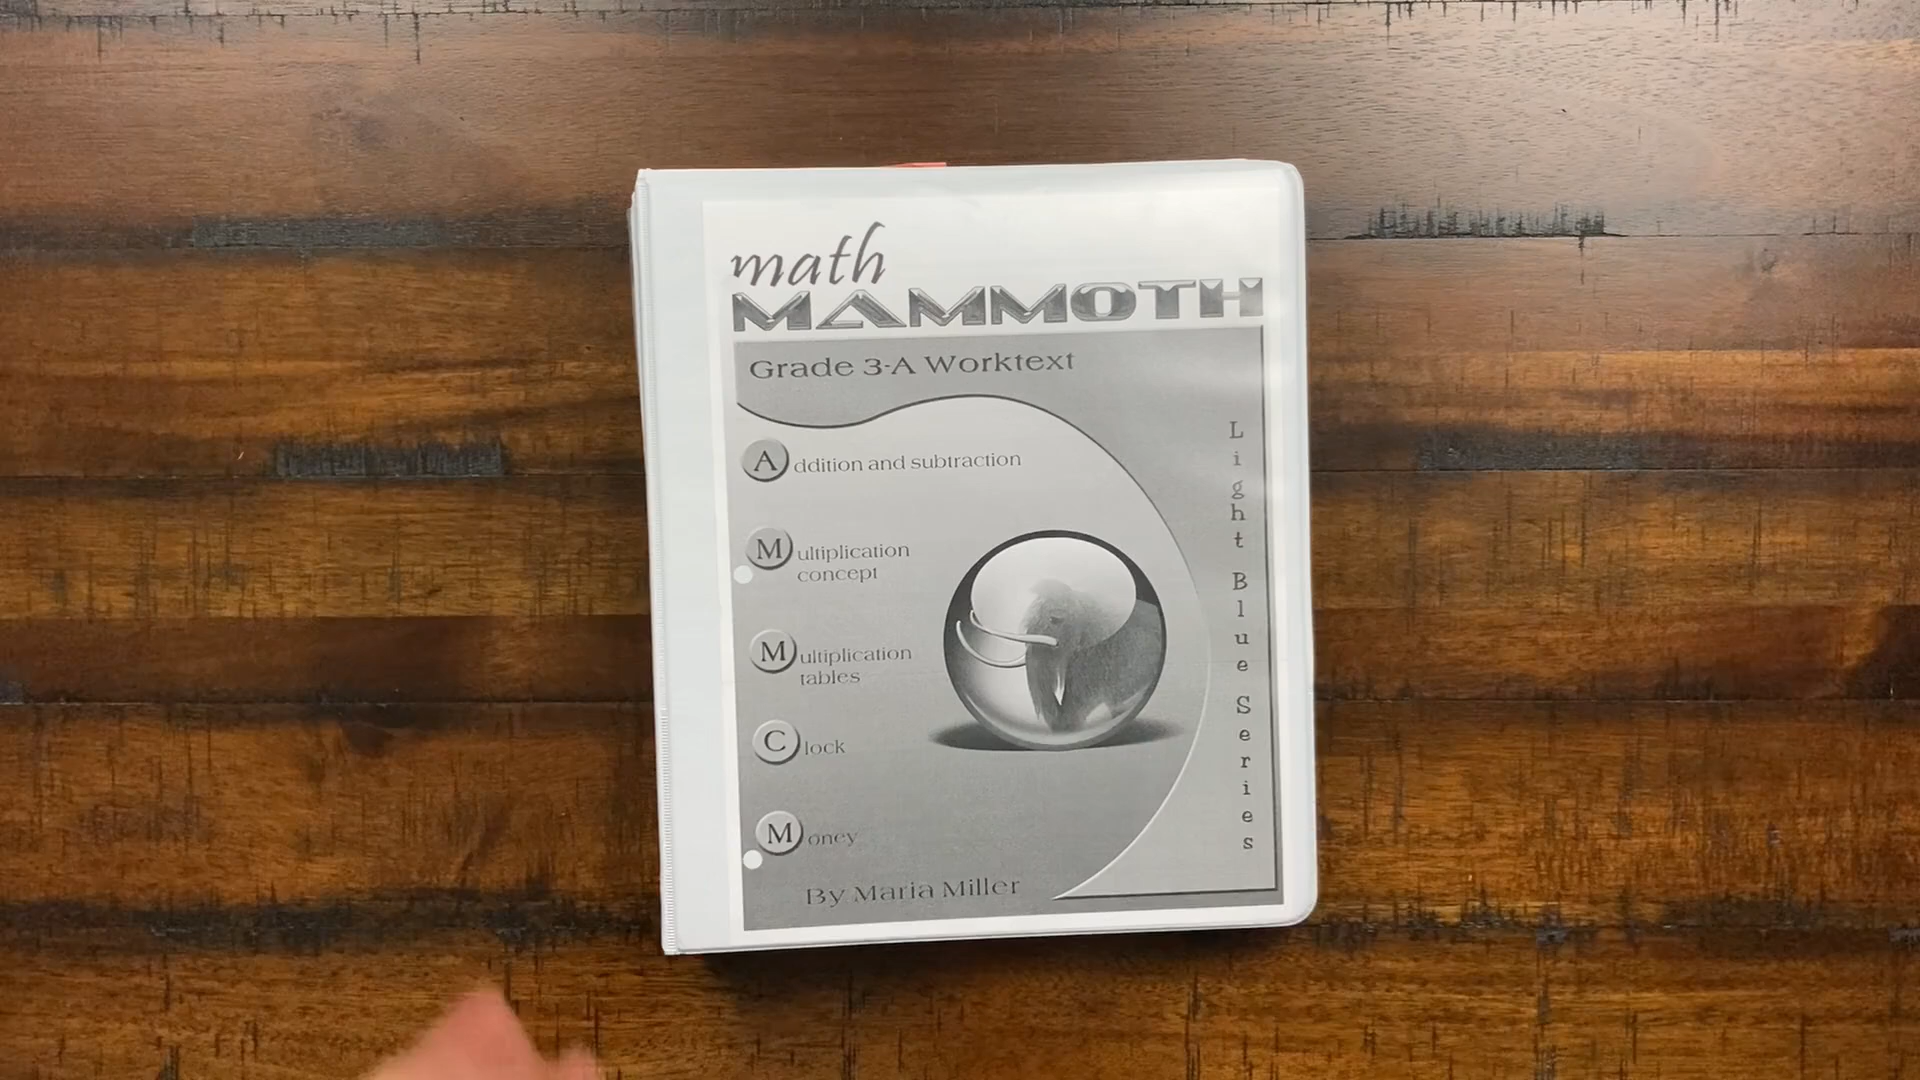 math
MAMMOTH
Grade 3-A Worktext
Addition and subtraction
Multiplication
concept
Multiplication
tables
Clock
Money
By Maria Miller
Light Blue Series